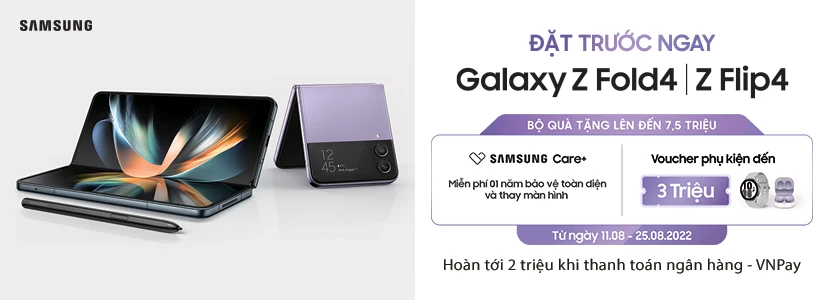 SAMSUNG
12
45
ĐẶT TRƯỚC NGAY
Galaxy Z Fold4 | Z Flip4
BỘ QUÀ TẶNG LÊN ĐẾN 7,5 TRIỆU
SAMSUNG Care+
Miễn phí 01 năm bảo vệ toàn diện
và thay màn hình
Voucher phụ kiện đến
3 Triệu
Từ ngày 11.08 - 25.08.2022
Hoàn tới 2 triệu khi thanh toán ngân hàng - VNPay